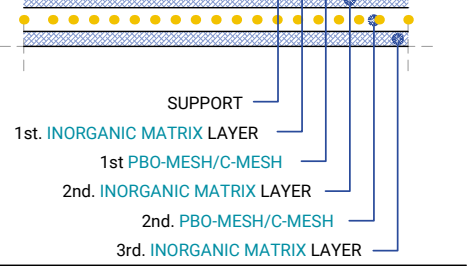 SUPPORT
1st. INORGANIC MATRIX LAYER
1st PBO-MESH/C-MESH
2nd. INORGANIC MATRIX LAYER
2nd. PBO-MESH/C-MESH
3rd. INORGANIC MATRIX LAYER